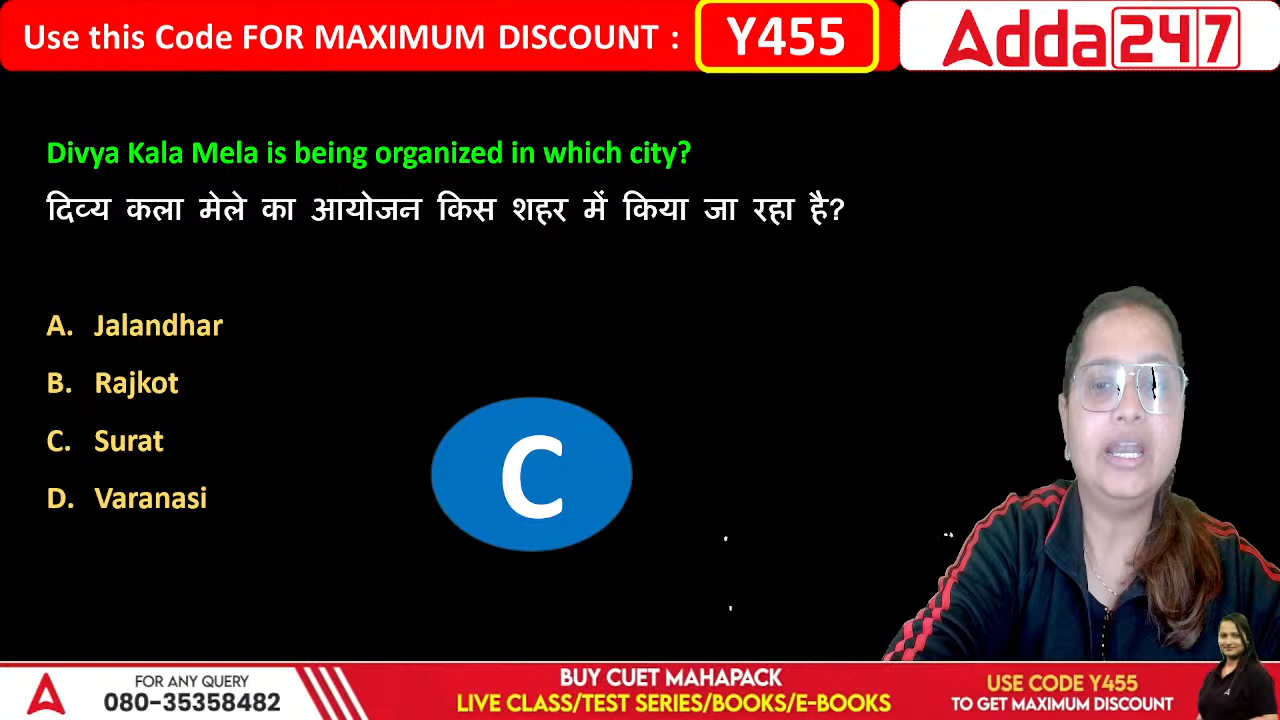 Use this Code FOR MAXIMUM DISCOUNT :
Y455
Adda247
Divya Kala Mela is being organized in which city?
दिव्य कला मेले का आयोजन किस शहर में किया जा रहा है?
A. Jalandhar
B. Rajkot
C. Surat
D. Varanasi
C
FOR ANY QUERY
080-35358482
BUY CUET MAHAPACK
LIVE CLASS/TEST SERIES/BOOKS/E-BOOKS
USE CODE Y455
TO GET MAXIMUM DISCOUNT